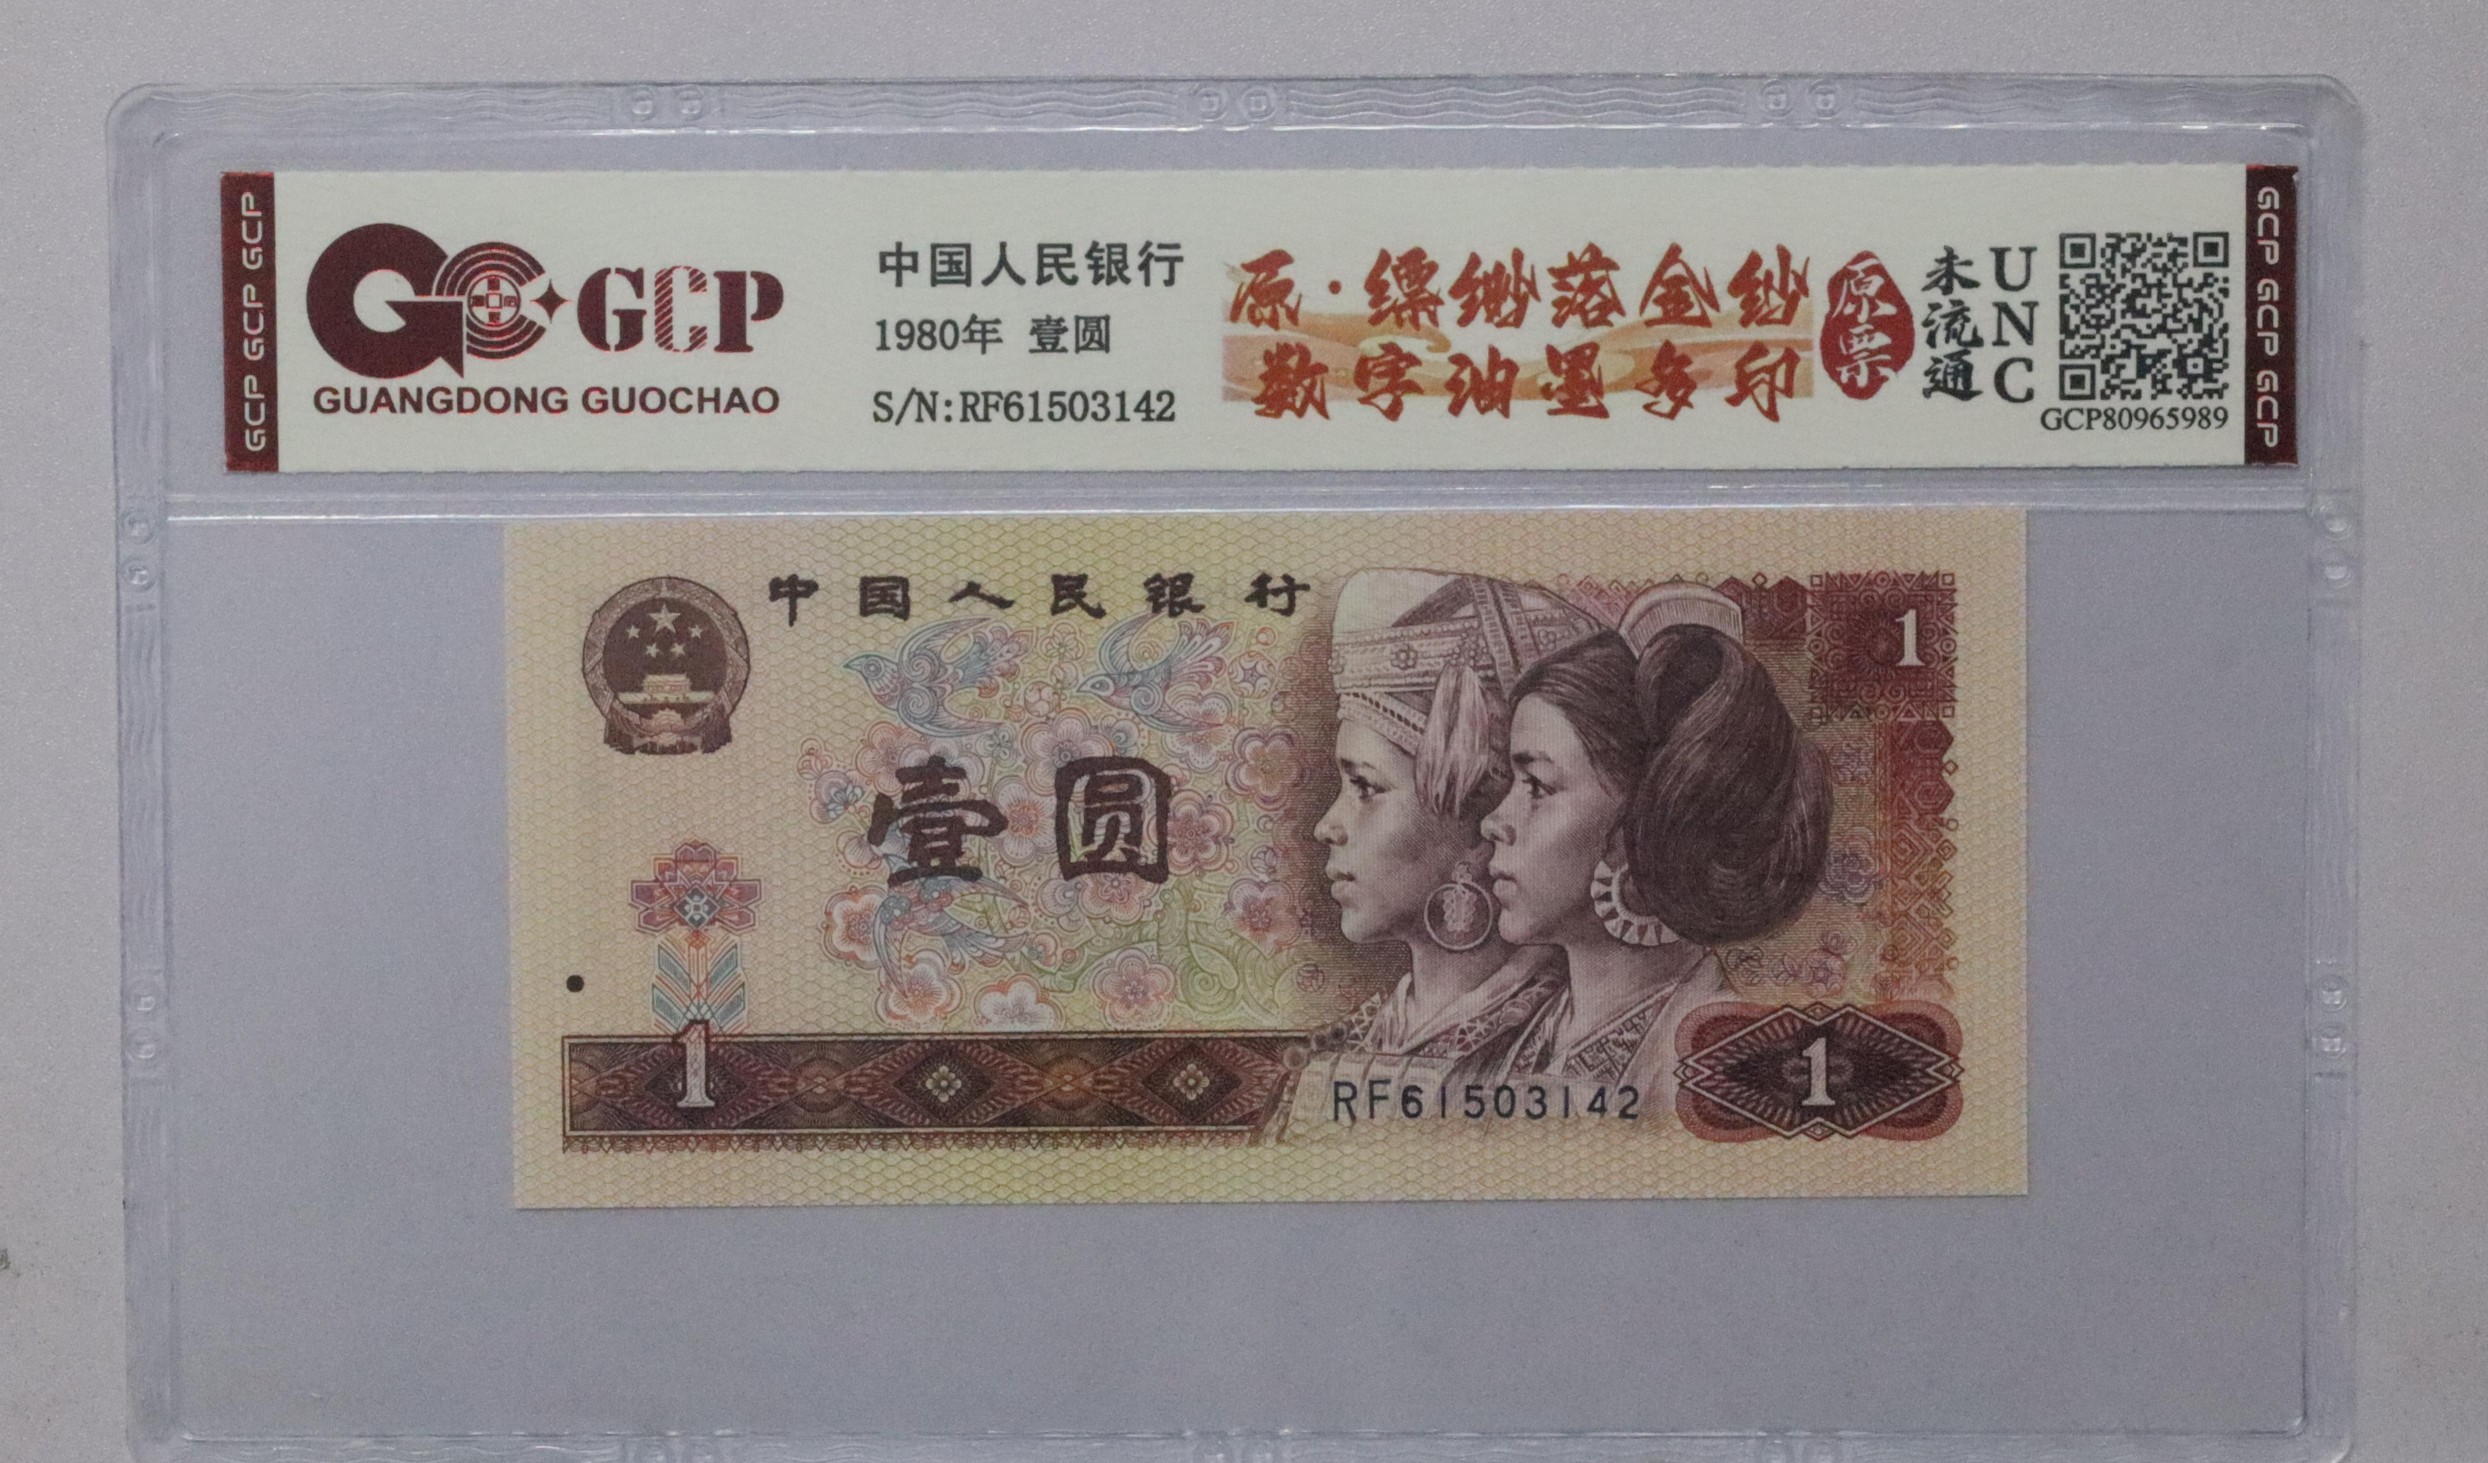 GCP GCP GCP
GCP
GUANGDONG GUOCHAO
中国人民银行
1980年 壹圆
S/N:RF61503142
原·缥缈落金纱
数字油墨多印
原票
未流通
UNC
GCP80965989
GCP GCP GCP
中国人民银行
1
壹圆
1
RF61503142
1